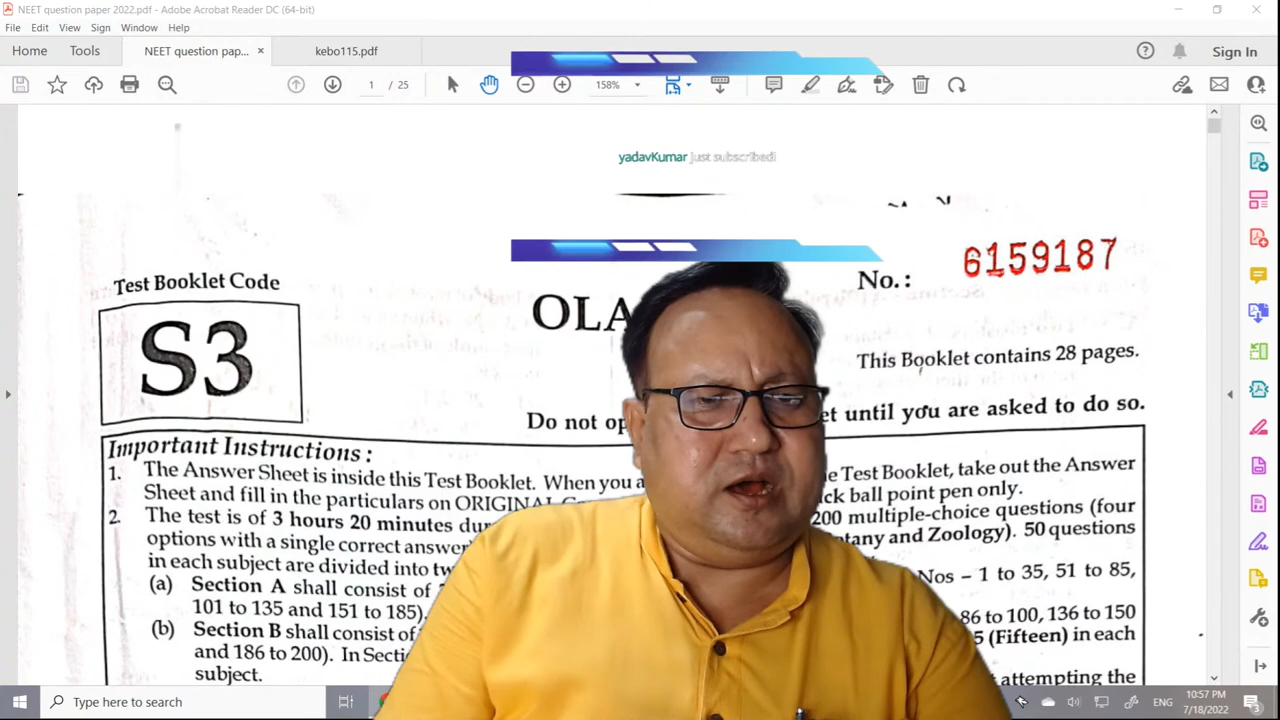 NEET question paper 2022.pdf - Adobe Acrobat Reader DC (64-bit)
File Edit View Sign Window Help
Home Tools NEET question pap... × kebo115.pdf Sign In
1 / 25 158%
yadavKumar Just subscribed!
No.: 6159187
Test Booklet Code
S3
OLA
This Booklet contains 28 pages.
Do not op et until you are asked to do so.
Important Instructions :
1. The Answer Sheet is inside this Test Booklet. When you a e Test Booklet, take out the Answer
Sheet and fill in the particulars on ORIGINAL ck ball point pen only.
2. The test is of 3 hours 20 minutes dur 200 multiple-choice questions (four
options with a single correct answer tany and Zoology). 50 questions
in each subject are divided into tw
(a) Section A shall consist of Nos – 1 to 35, 51 to 85,
101 to 135 and 151 to 185).
(b) Section B shall consist of 86 to 100, 136 to 150
and 186 to 200). In Secti 5 (Fifteen) in each
subject. attempting the
Type here to search ENG 10:57 PM
7/18/2022 3